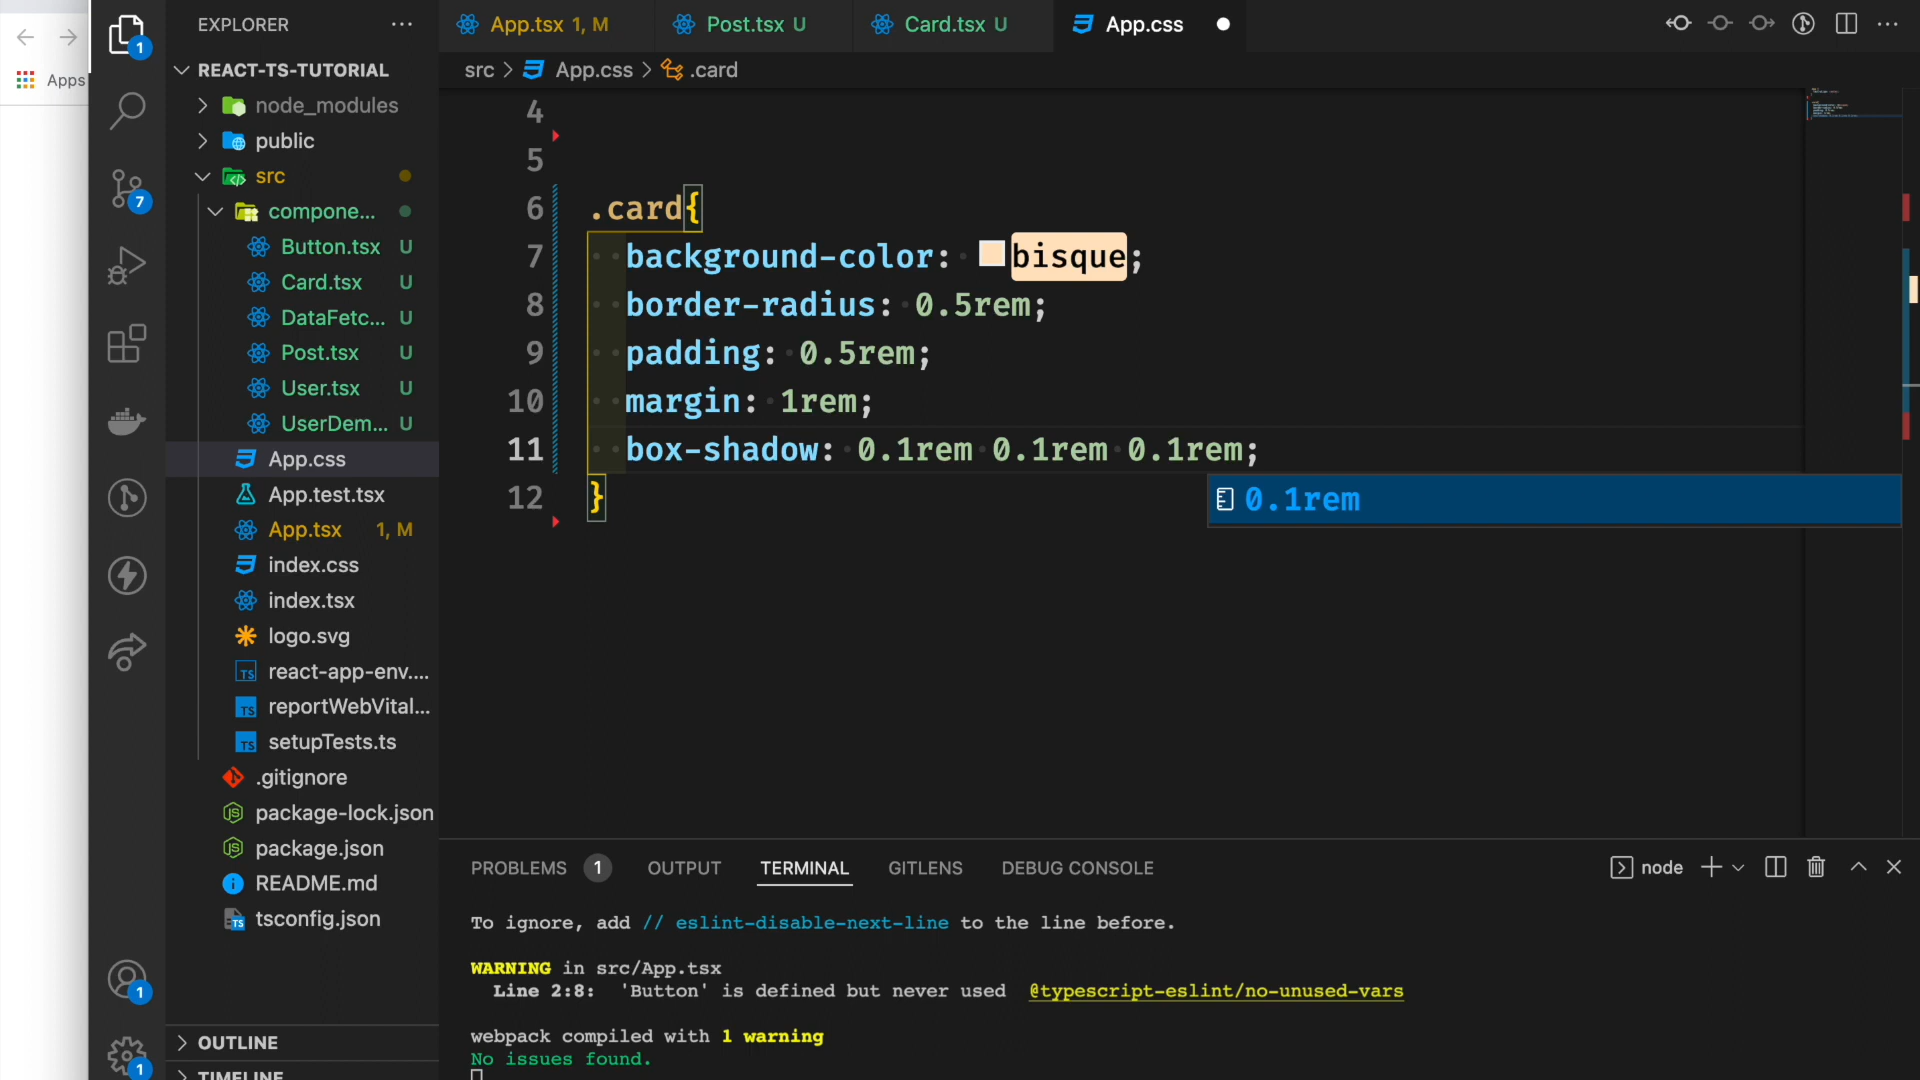 Apps
1
7
1
1
EXPLORER
REACT-TS-TUTORIAL
node_modules
public
src
compone...
Button.tsx U
Card.tsx U
DataFetc... U
Post.tsx U
User.tsx U
UserDem... U
App.css
App.test.tsx
App.tsx 1, M
index.css
index.tsx
logo.svg
react-app-env....
reportWebVital...
setupTests.ts
.gitignore
package-lock.json
package.json
README.md
tsconfig.json
OUTLINE
TIMELINE
App.tsx 1, M
Post.tsx U
Card.tsx U
App.css
src > App.css > .card
4
5
6 .card{
7 background-color: bisque;
8 border-radius: 0.5rem;
9 padding: 0.5rem;
10 margin: 1rem;
11 box-shadow: 0.1rem 0.1rem 0.1rem;
12 }
0.1rem
PROBLEMS 1 OUTPUT TERMINAL GITLENS DEBUG CONSOLE
node
To ignore, add // eslint-disable-next-line to the line before.
WARNING in src/App.tsx
Line 2:8: 'Button' is defined but never used @typescript-eslint/no-unused-vars
webpack compiled with 1 warning
No issues found.